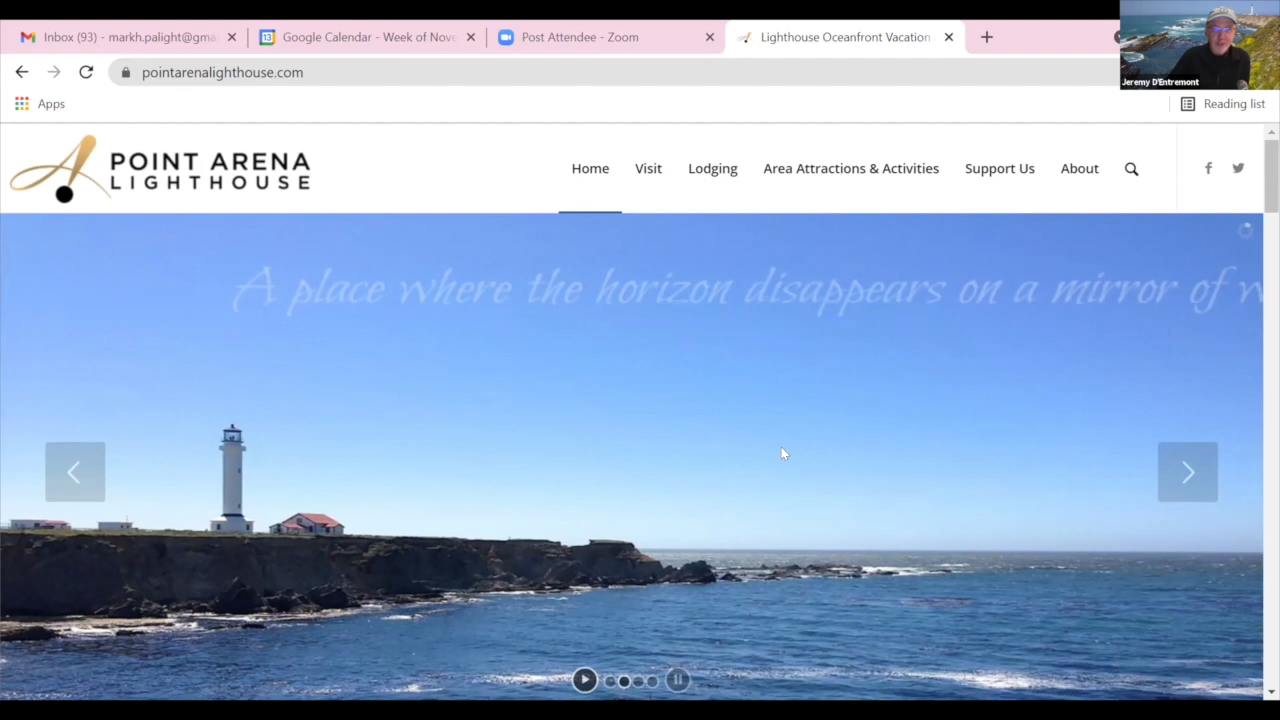 Inbox (93) - markh.palight@gma
Google Calendar - Week of Nove
Post Attendee - Zoom
Lighthouse Oceanfront Vacation
pointarenalighthouse.com
Apps
Reading list
Jeremy D'Entremont
POINT ARENA
LIGHTHOUSE
Home
Visit
Lodging
Area Attractions & Activities
Support Us
About
A place where the horizon disappears on a mirror of w